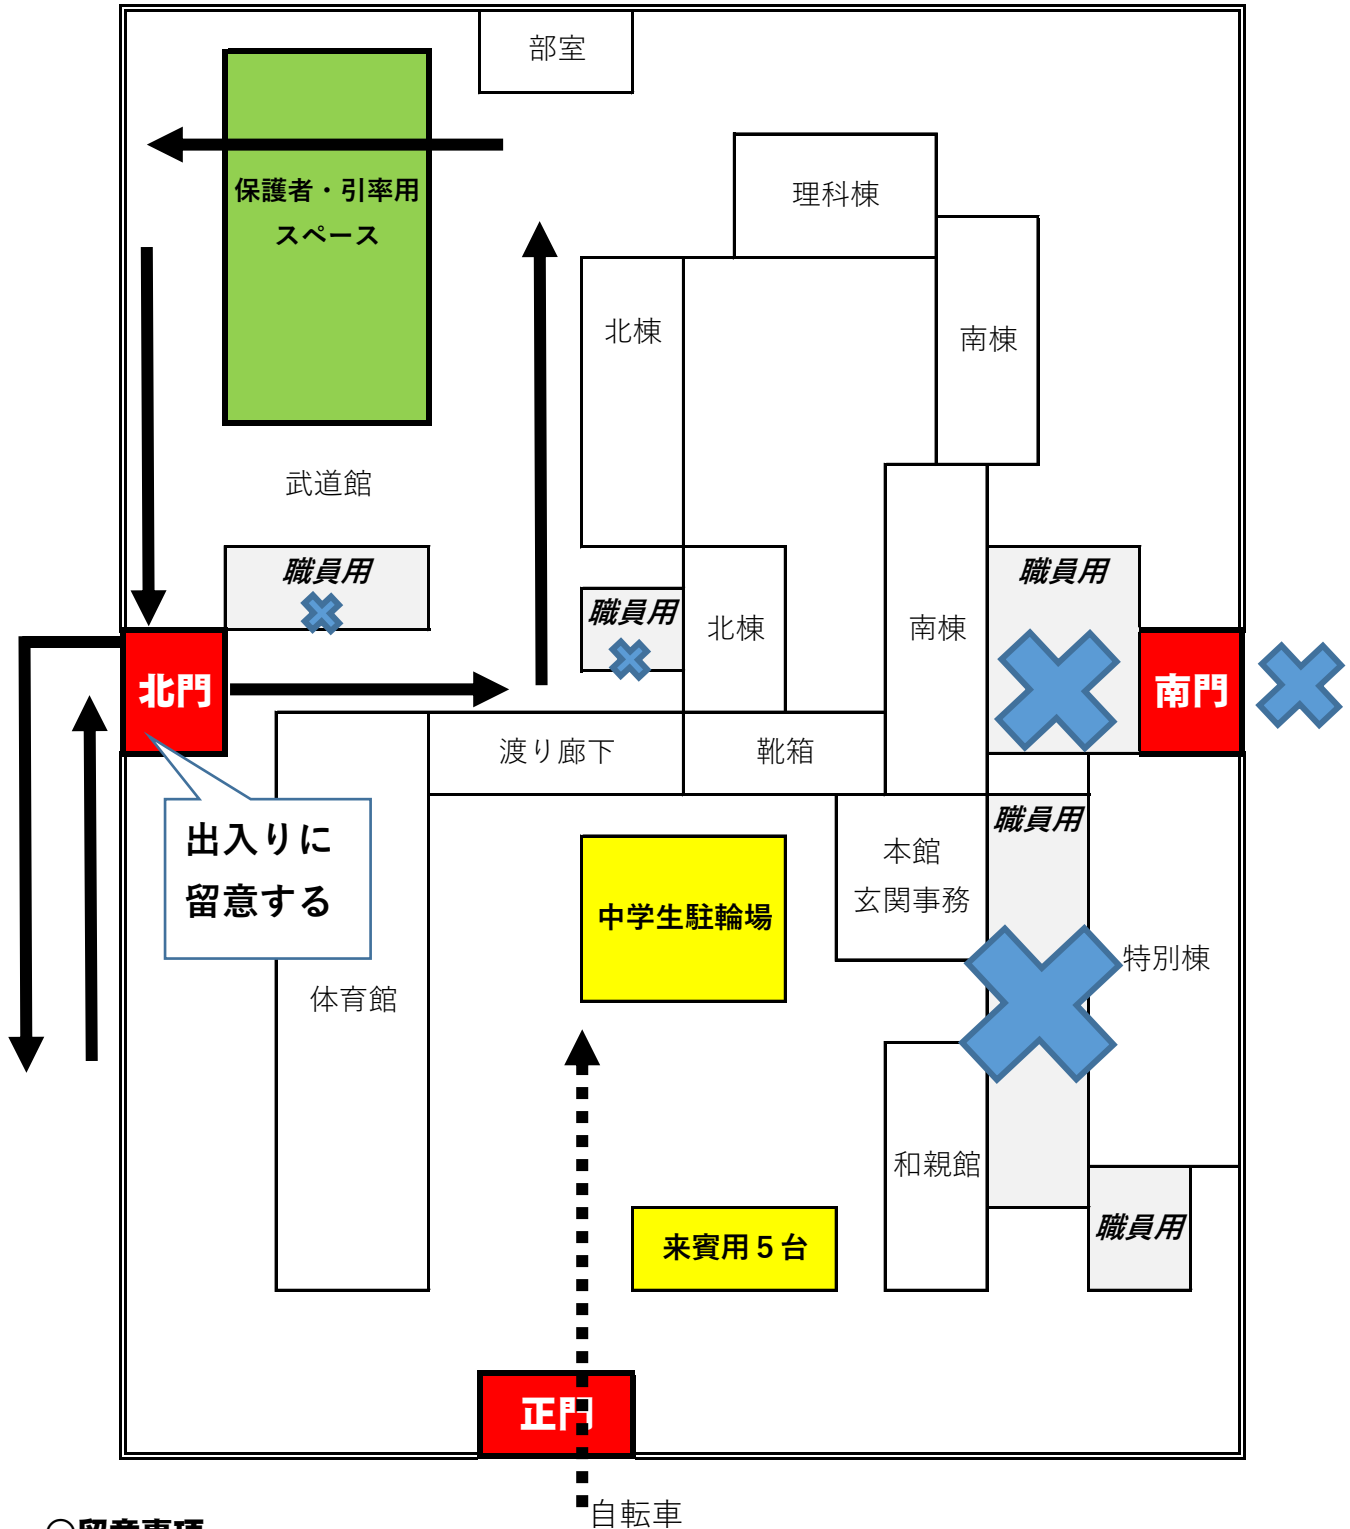 部室
保護者・引率用
スペース
理科棟
北棟
南棟
武道館
職員用
職員用
職員用
北棟
南棟
北門
南門
渡り廊下
靴箱
出入りに
留意する
職員用
本館
玄関事務
中学生駐輪場
特別棟
体育館
和親館
職員用
来賓用５台
正門
自転車
○留意事項